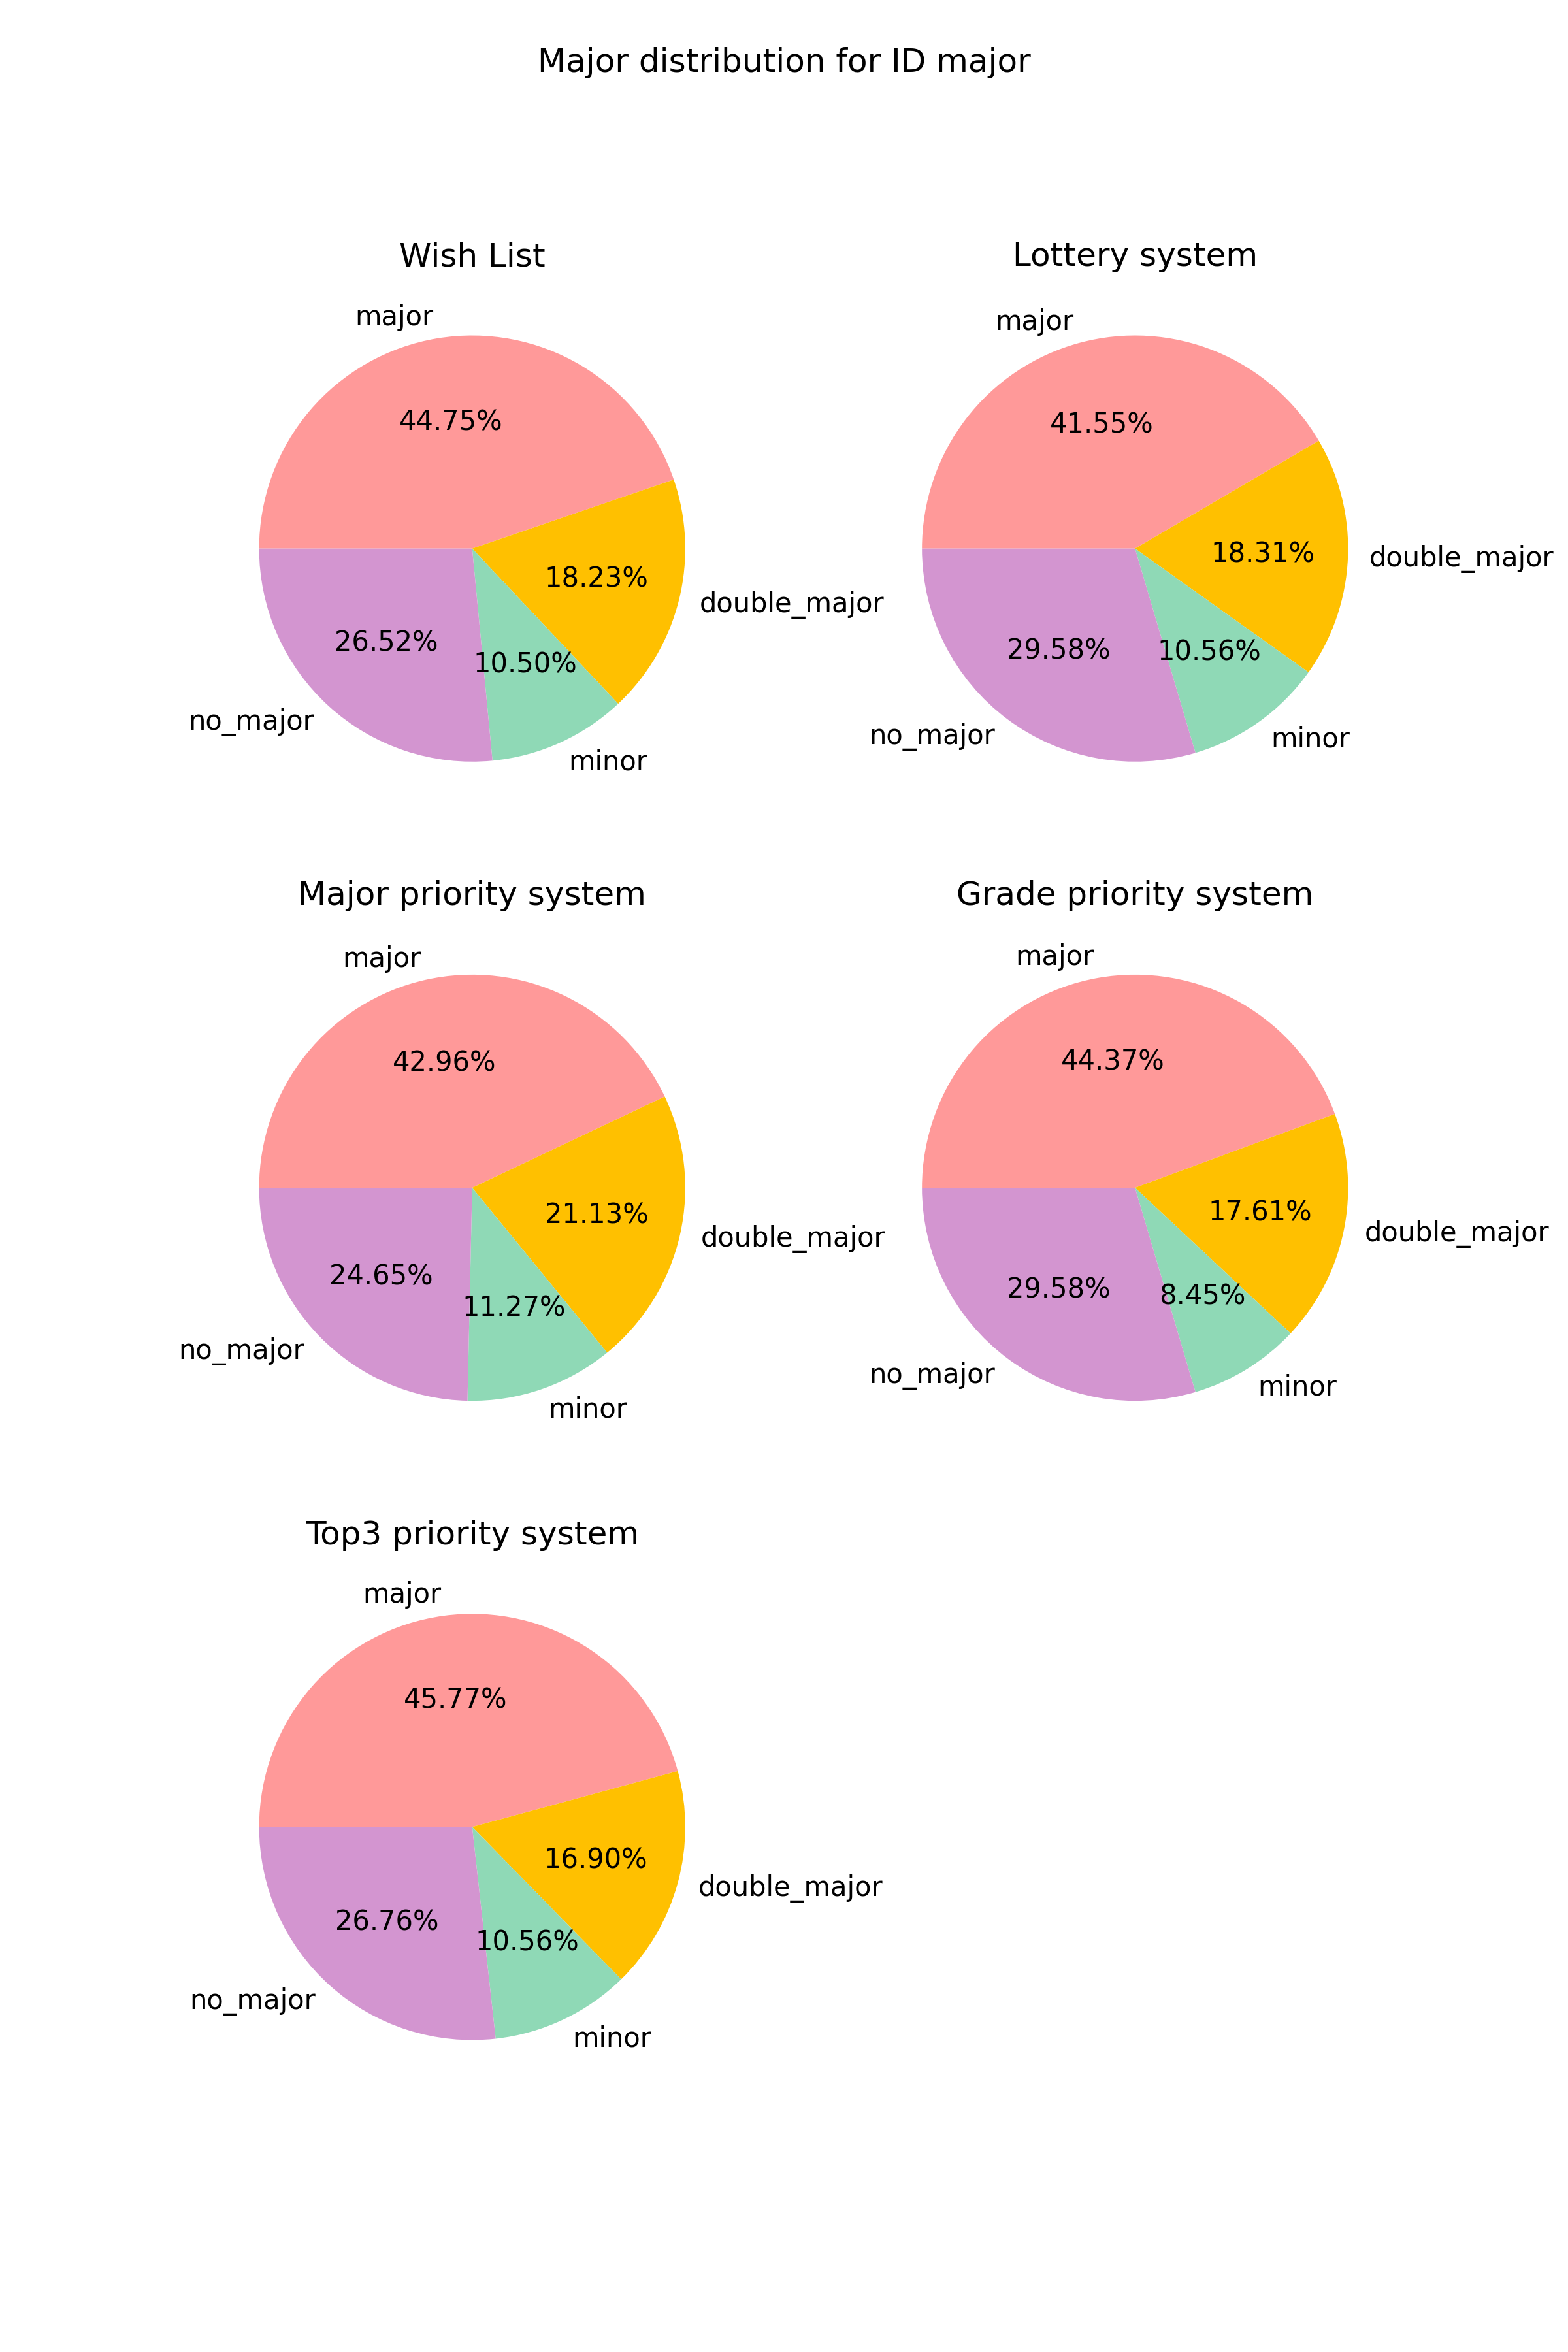 Major distribution for ID major
Wish List
major
44.75%
18.23%
double_major
26.52%
10.50%
no_major
minor
Lottery system
major
41.55%
18.31%
double_major
29.58%
10.56%
no_major
minor
Major priority system
major
42.96%
21.13%
double_major
24.65%
11.27%
no_major
minor
Grade priority system
major
44.37%
17.61%
double_major
29.58%
8.45%
no_major
minor
Top3 priority system
major
45.77%
16.90%
double_major
26.76%
10.56%
no_major
minor